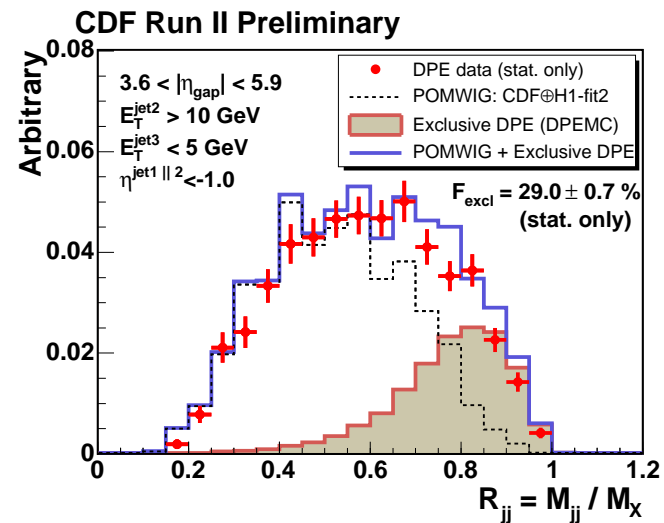 CDF Run II Preliminary
Arbitrary
0.08
0.06
0.04
0.02
0
3.6 < |η_gap| < 5.9
E_T^jet2 > 10 GeV
E_T^jet3 < 5 GeV
η^jet1 || 2 <-1.0
DPE data (stat. only)
POMWIG: CDF⊕H1-fit2
Exclusive DPE (DPEMC)
POMWIG + Exclusive DPE
F_excl = 29.0 ± 0.7 %
(stat. only)
0 0.2 0.4 0.6 0.8 1 1.2
R_jj = M_jj / M_X